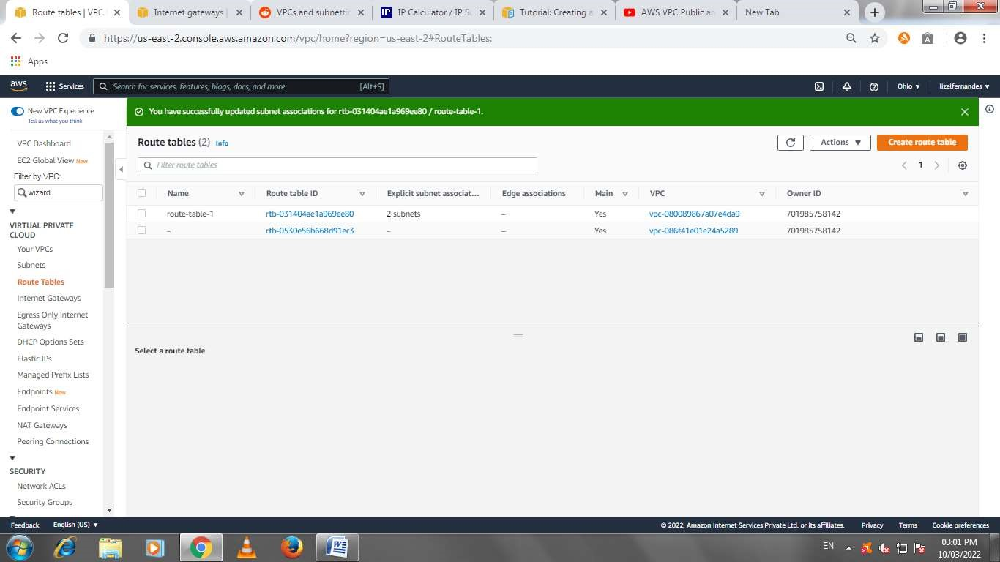 Route tables | VPC
Internet gateways |
VPCs and subnettin
IP Calculator / IP Su
Tutorial: Creating a
AWS VPC Public an
New Tab
https://us-east-2.console.aws.amazon.com/vpc/home?region=us-east-2#RouteTables:
Apps
aws
Services
Search for services, features, blogs, docs, and more
[Alt+S]
Ohio
lizelfernandes
New VPC Experience
Tell us what you think
You have successfully updated subnet associations for rtb-031404ae1a969ee80 / route-table-1.
VPC Dashboard
EC2 Global View New
Filter by VPC:
wizard
VIRTUAL PRIVATE
CLOUD
Your VPCs
Subnets
Route Tables
Internet Gateways
Egress Only Internet
Gateways
DHCP Options Sets
Elastic IPs
Managed Prefix Lists
Endpoints New
Endpoint Services
NAT Gateways
Peering Connections
SECURITY
Network ACLs
Security Groups
Route tables (2) Info
Actions
Create route table
Filter route tables
1
Name Route table ID Explicit subnet associat... Edge associations Main VPC Owner ID
route-table-1 rtb-031404ae1a969ee80 2 subnets – Yes vpc-080089867a07e4da9 701985758142
– rtb-0530e56b668d91ec3 – – Yes vpc-086f41e01e24a5289 701985758142
Select a route table
Feedback English (US)
© 2022, Amazon Internet Services Private Ltd. or its affiliates. Privacy Terms Cookie preferences
EN
03:01 PM
10/03/2022